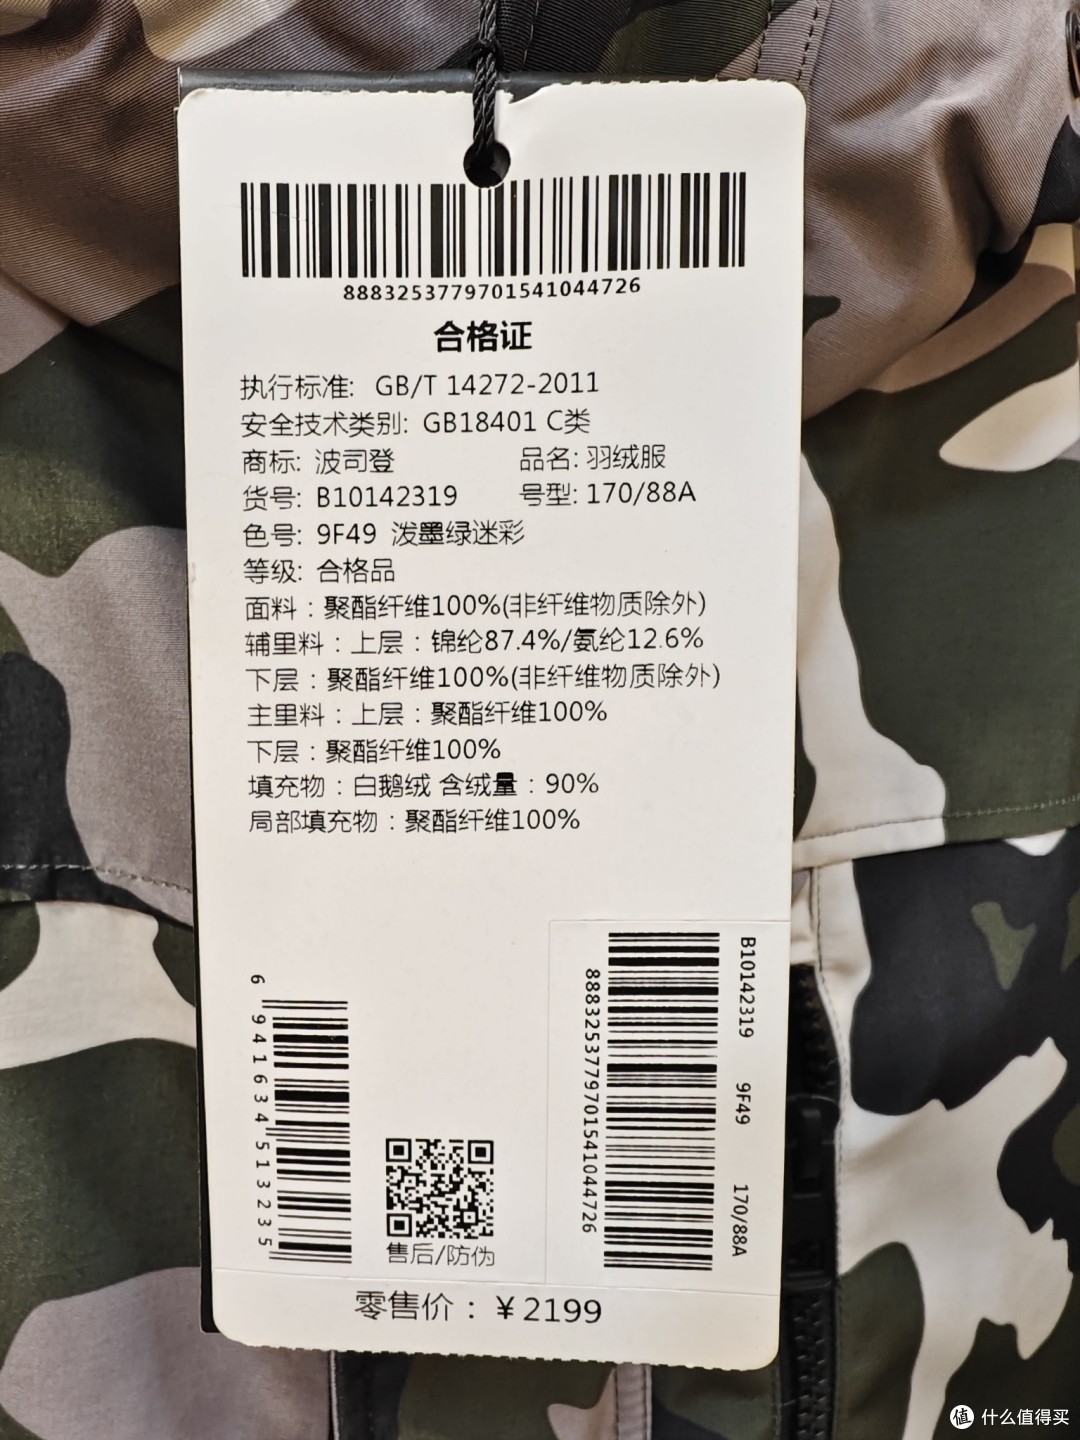 8883253779701541044726
合格证
执行标准: GB/T 14272-2011
安全技术类别: GB18401 C类
商标: 波司登 品名: 羽绒服
货号: B10142319 号型: 170/88A
色号: 9F49 泼墨绿迷彩
等级: 合格品
面料：聚酯纤维100%(非纤维物质除外)
辅里料：上层：锦纶87.4%/氨纶12.6%
下层：聚酯纤维100%(非纤维物质除外)
主里料：上层：聚酯纤维100%
下层：聚酯纤维100%
填充物：白鹅绒 含绒量：90%
局部填充物：聚酯纤维100%
6 941634 513235
售后/防伪
8883253779701541044726
B10142319 9F49 170/88A
零售价：￥2199
值 什么值得买